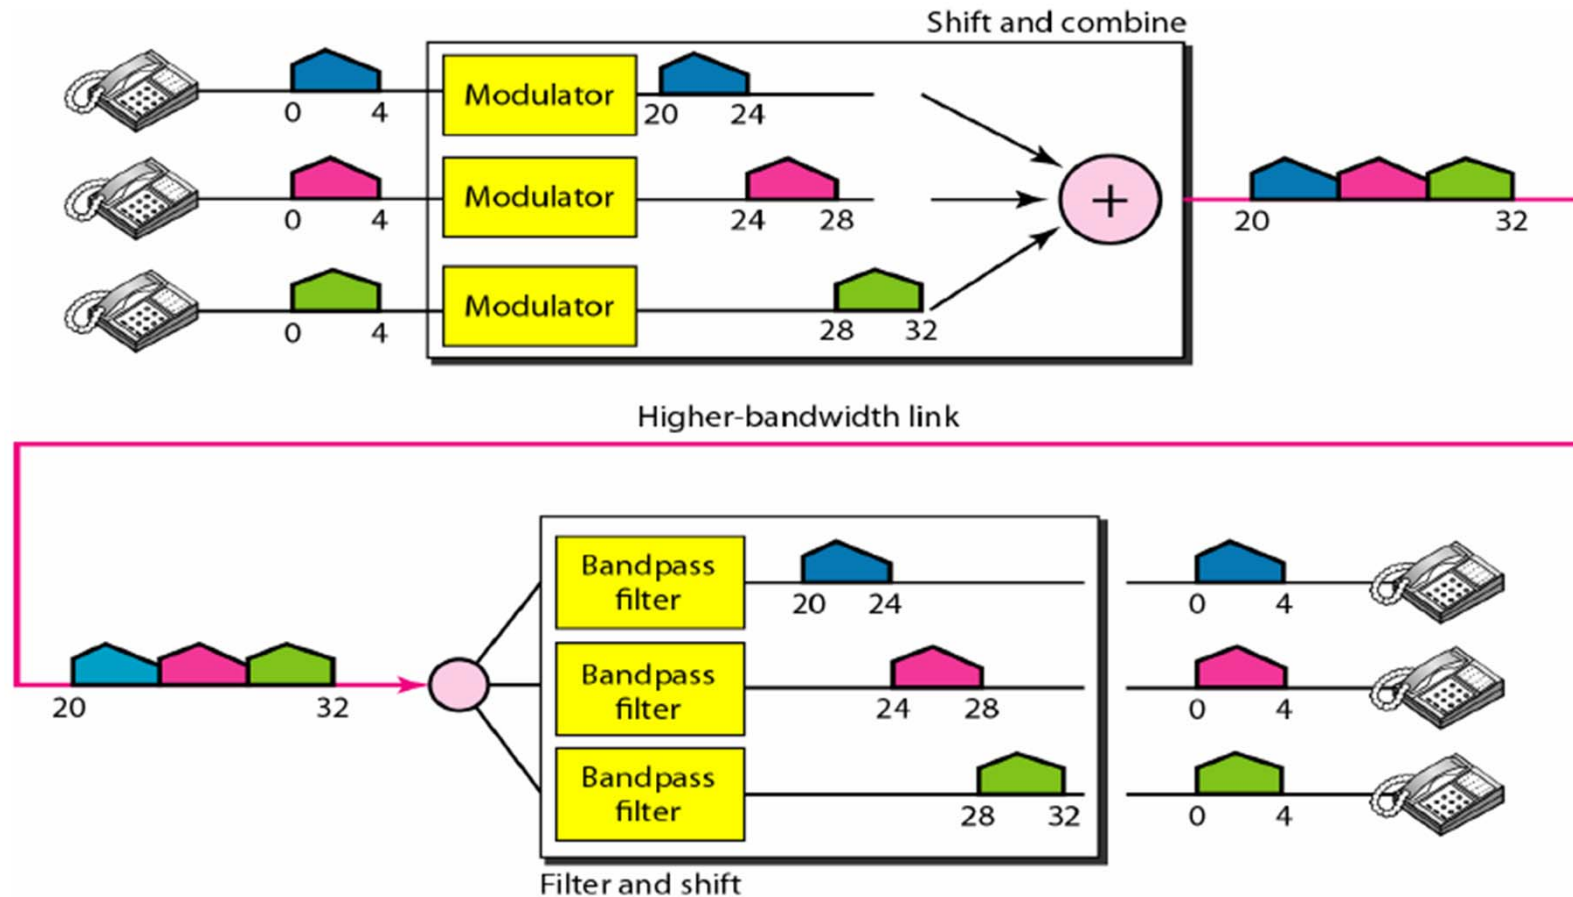 Shift and combine
0 4 Modulator 20 24
0 4 Modulator 24 28 + 20 32
0 4 Modulator 28 32
Higher-bandwidth link
Bandpass
filter 20 24 0 4
20 32 Bandpass
filter 24 28 0 4
Bandpass
filter 28 32 0 4
Filter and shift